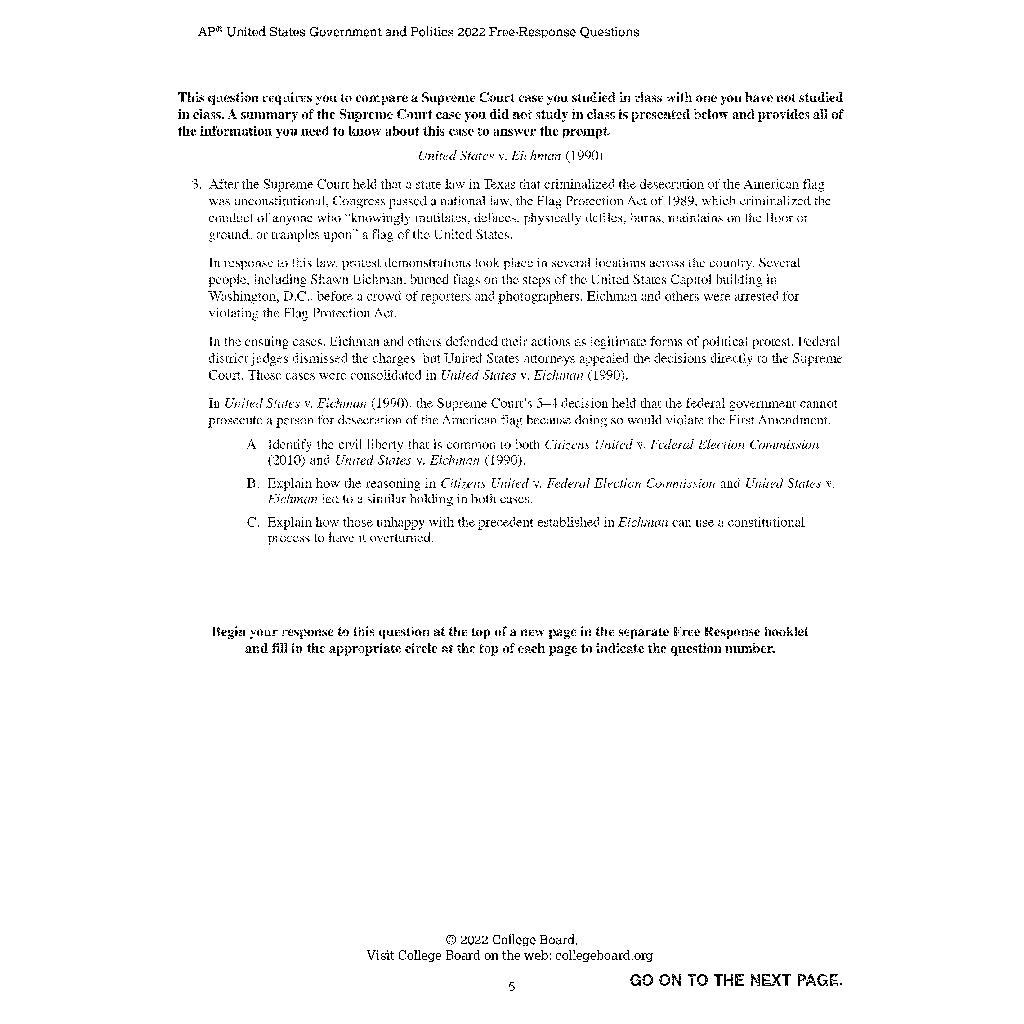 AP® United States Government and Politics 2022 Free-Response Questions
This question requires you to compare a Supreme Court case you studied in class with one you have not studied
in class. A summary of the Supreme Court case you did not study in class is presented below and provides all of
the information you need to know about this case to answer the prompt.
United States v. Eichman (1990)
3. After the Supreme Court held that a state law in Texas that criminalized the desecration of the American flag
was unconstitutional, Congress passed a national law, the Flag Protection Act of 1989, which criminalized the
conduct of anyone who “knowingly mutilates, defaces, physically defiles, burns, maintains on the floor or
ground, or tramples upon” a flag of the United States.
In response to this law, protest demonstrations took place in several locations across the country. Several
people, including Shawn Eichman, burned flags on the steps of the United States Capitol building in
Washington, D.C., before a crowd of reporters and photographers. Eichman and others were arrested for
violating the Flag Protection Act.
In the ensuing cases, Eichman and others defended their actions as legitimate forms of political protest. Federal
district judges dismissed the charges, but United States attorneys appealed the decisions directly to the Supreme
Court. These cases were consolidated in United States v. Eichman (1990).
In United States v. Eichman (1990), the Supreme Court's 5–4 decision held that the federal government cannot
prosecute a person for desecration of the American flag because doing so would violate the First Amendment.
A. Identify the civil liberty that is common to both Citizens United v. Federal Election Commission
(2010) and United States v. Eichman (1990).
B. Explain how the reasoning in Citizens United v. Federal Election Commission and United States v.
Eichman led to a similar holding in both cases.
C. Explain how those unhappy with the precedent established in Eichman can use a constitutional
process to have it overturned.
Begin your response to this question at the top of a new page in the separate Free Response booklet
and fill in the appropriate circle at the top of each page to indicate the question number.
© 2022 College Board.
Visit College Board on the web: collegeboard.org
GO ON TO THE NEXT PAGE.
5